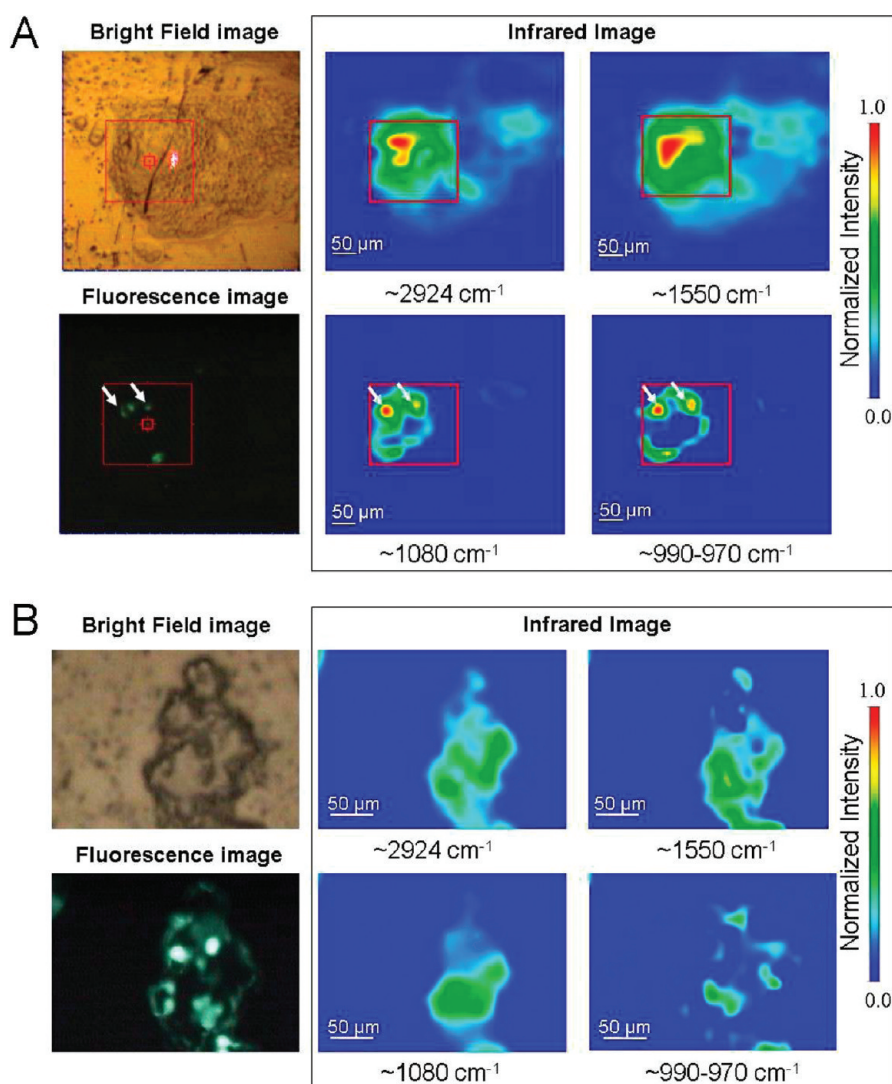 A
Bright Field image
Infrared Image
50 µm
50 µm
~2924 cm⁻¹
~1550 cm⁻¹
Fluorescence image
50 µm
50 µm
~1080 cm⁻¹
~990-970 cm⁻¹
1.0
Normalized Intensity
0.0
B
Bright Field image
Infrared Image
50 µm
50 µm
~2924 cm⁻¹
~1550 cm⁻¹
Fluorescence image
50 µm
50 µm
~1080 cm⁻¹
~990-970 cm⁻¹
1.0
Normalized Intensity
0.0